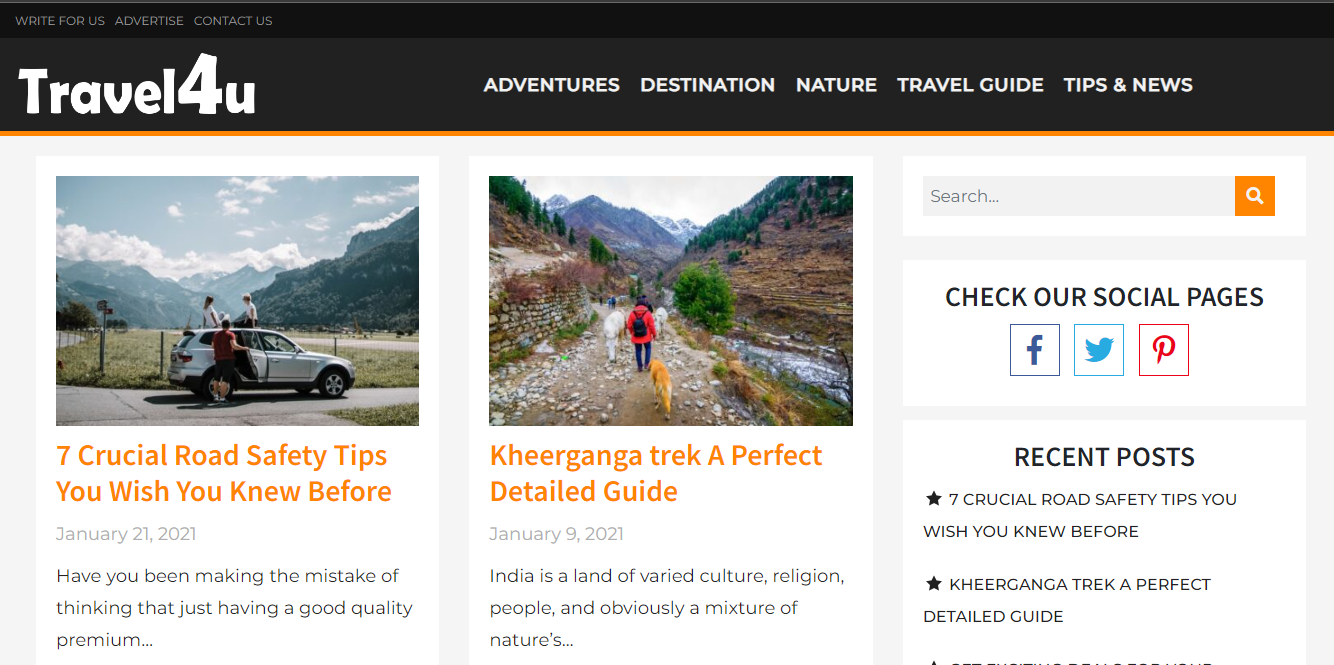 WRITE FOR US ADVERTISE CONTACT US
Travel4u
ADVENTURES DESTINATION NATURE TRAVEL GUIDE TIPS & NEWS
7 Crucial Road Safety Tips
You Wish You Knew Before
January 21, 2021
Have you been making the mistake of
thinking that just having a good quality
premium...
Kheerganga trek A Perfect
Detailed Guide
January 9, 2021
India is a land of varied culture, religion,
people, and obviously a mixture of
nature's...
Search...
CHECK OUR SOCIAL PAGES
RECENT POSTS
7 CRUCIAL ROAD SAFETY TIPS YOU
WISH YOU KNEW BEFORE
KHEERGANGA TREK A PERFECT
DETAILED GUIDE